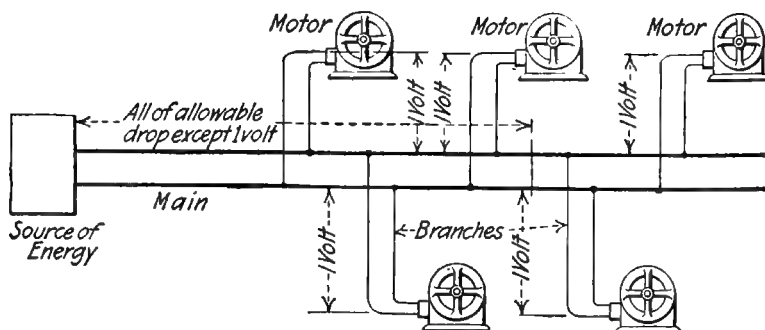 Motor
Motor
Motor
1 Volt
1 Volt
1 Volt
All of allowable
drop except 1 volt
Main
Source of
Energy
1 Volt
Branches
1 Volt